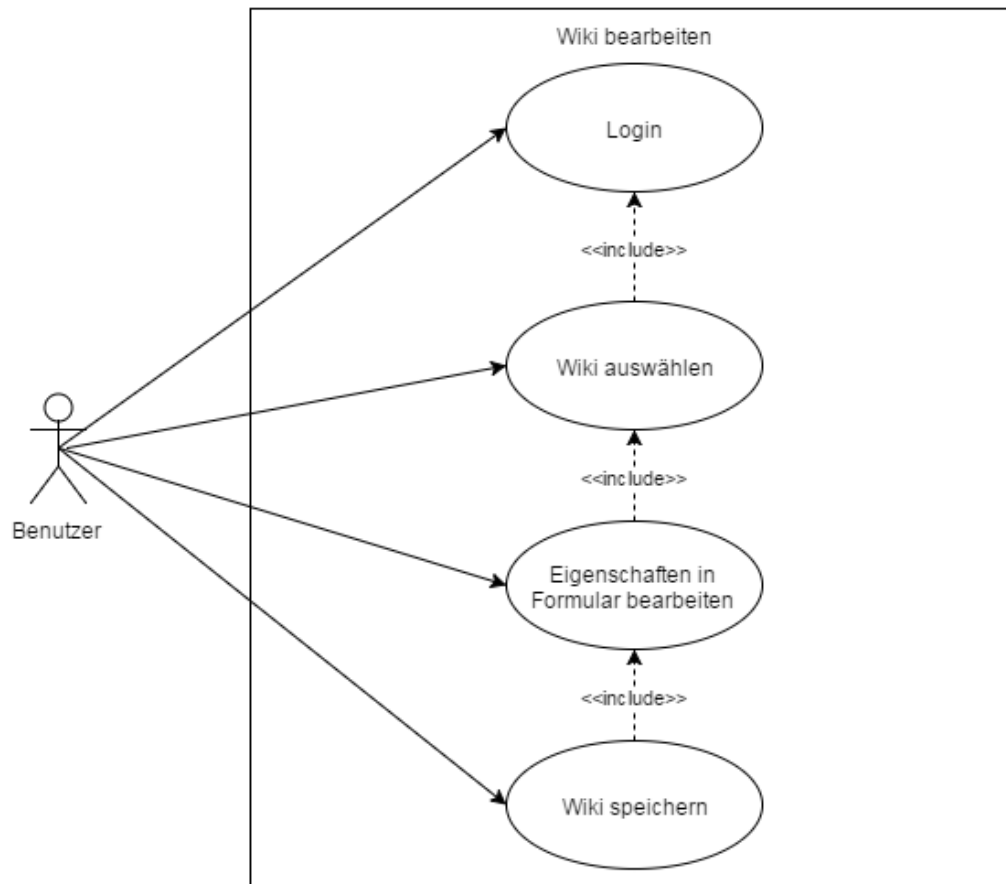 Wiki bearbeiten
Login
<<include>>
Wiki auswählen
<<include>>
Benutzer
Eigenschaften in
Formular bearbeiten
<<include>>
Wiki speichern